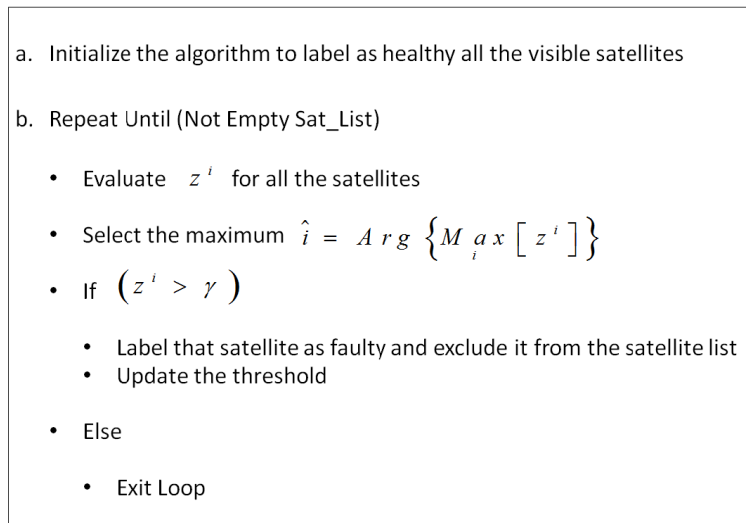 a. Initialize the algorithm to label as healthy all the visible satellites
b. Repeat Until (Not Empty Sat_List)
• Evaluate z^i for all the satellites
• Select the maximum î = Arg {Max_i [z^i]}
• If (z^i > γ)
• Label that satellite as faulty and exclude it from the satellite list
• Update the threshold
• Else
• Exit Loop